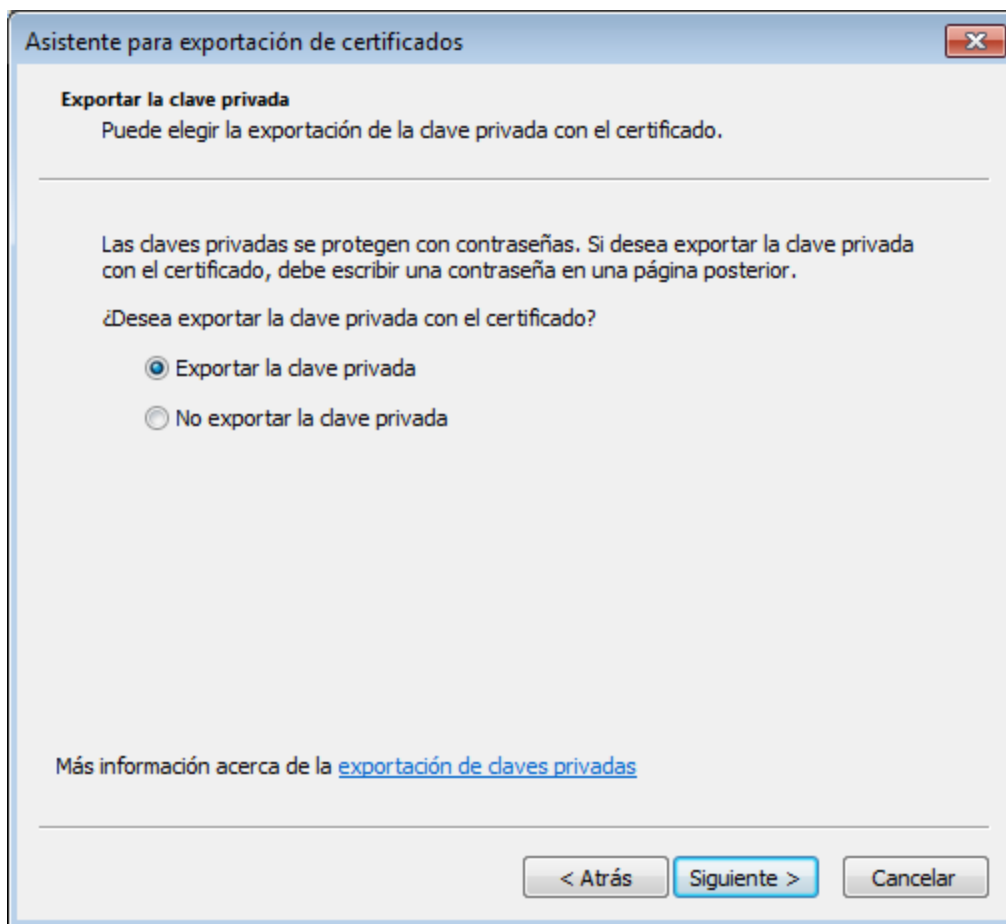 Asistente para exportación de certificados
Exportar la clave privada
Puede elegir la exportación de la clave privada con el certificado.
Las claves privadas se protegen con contraseñas. Si desea exportar la clave privada
con el certificado, debe escribir una contraseña en una página posterior.
¿Desea exportar la clave privada con el certificado?
Exportar la clave privada
No exportar la clave privada
Más información acerca de la exportación de claves privadas
< Atrás Siguiente > Cancelar